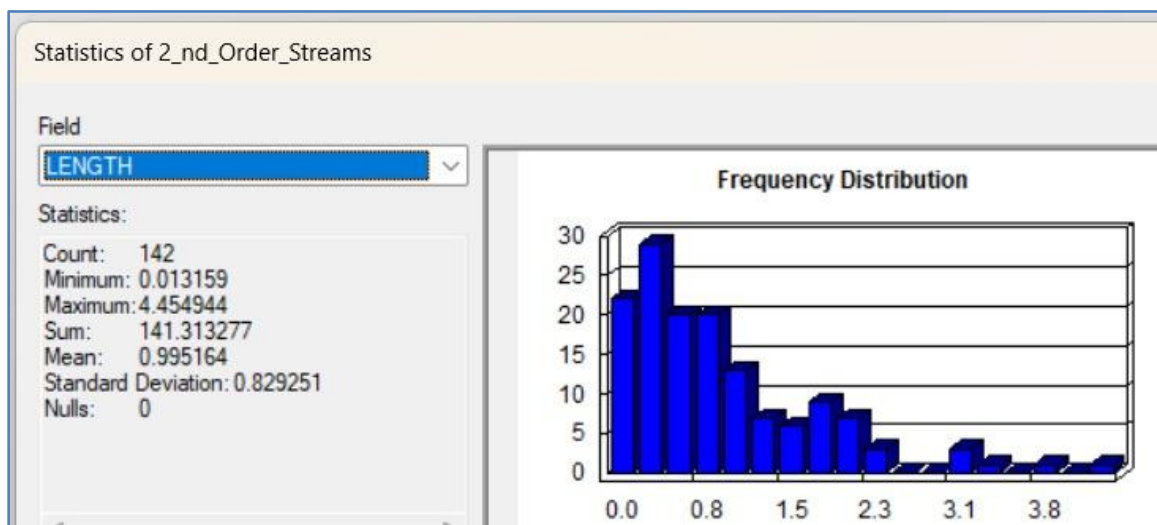 Statistics of 2_nd_Order_Streams
Field
LENGTH
Statistics:
Count: 142
Minimum: 0.013159
Maximum: 4.454944
Sum: 141.313277
Mean: 0.995164
Standard Deviation: 0.829251
Nulls: 0
Frequency Distribution
30
25
20
15
10
5
0
0.0 0.8 1.5 2.3 3.1 3.8